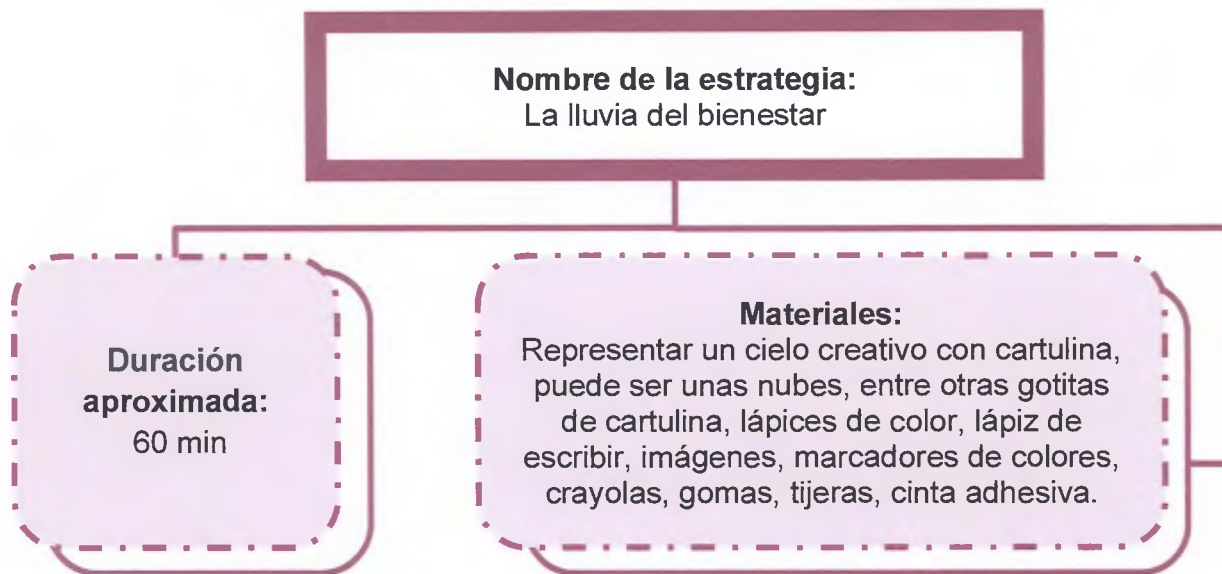 Nombre de la estrategia:
La lluvia del bienestar
Duración
aproximada:
60 min
Materiales:
Representar un cielo creativo con cartulina,
puede ser unas nubes, entre otras gotitas
de cartulina, lápices de color, lápiz de
escribir, imágenes, marcadores de colores,
crayolas, gomas, tijeras, cinta adhesiva.